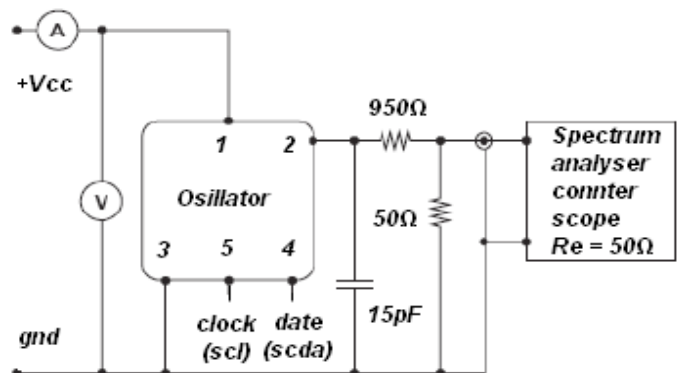 A
+Vcc
950Ω
1 2
Spectrum
analyser
connter
scope
Re = 50Ω
V
Osillator
50Ω
3 5 4
15pF
clock date
(scl) (scda)
gnd